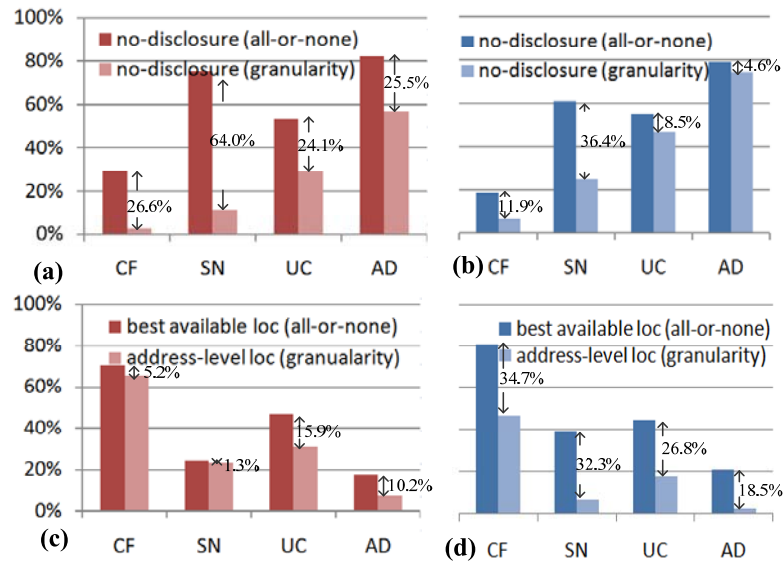 100%
80%
60%
40%
20%
0%
no-disclosure (all-or-none)
no-disclosure (granularity)
26.6%
64.0%
24.1%
25.5%
CF SN UC AD
(a)
no-disclosure (all-or-none)
no-disclosure (granularity)
11.9%
36.4%
8.5%
4.6%
CF SN UC AD
(b)
100%
80%
60%
40%
20%
0%
best available loc (all-or-none)
address-level loc (granualarity)
5.2%
1.3%
15.9%
10.2%
CF SN UC AD
(c)
best available loc (all-or-none)
address-level loc (granularity)
34.7%
32.3%
26.8%
18.5%
CF SN UC AD
(d)